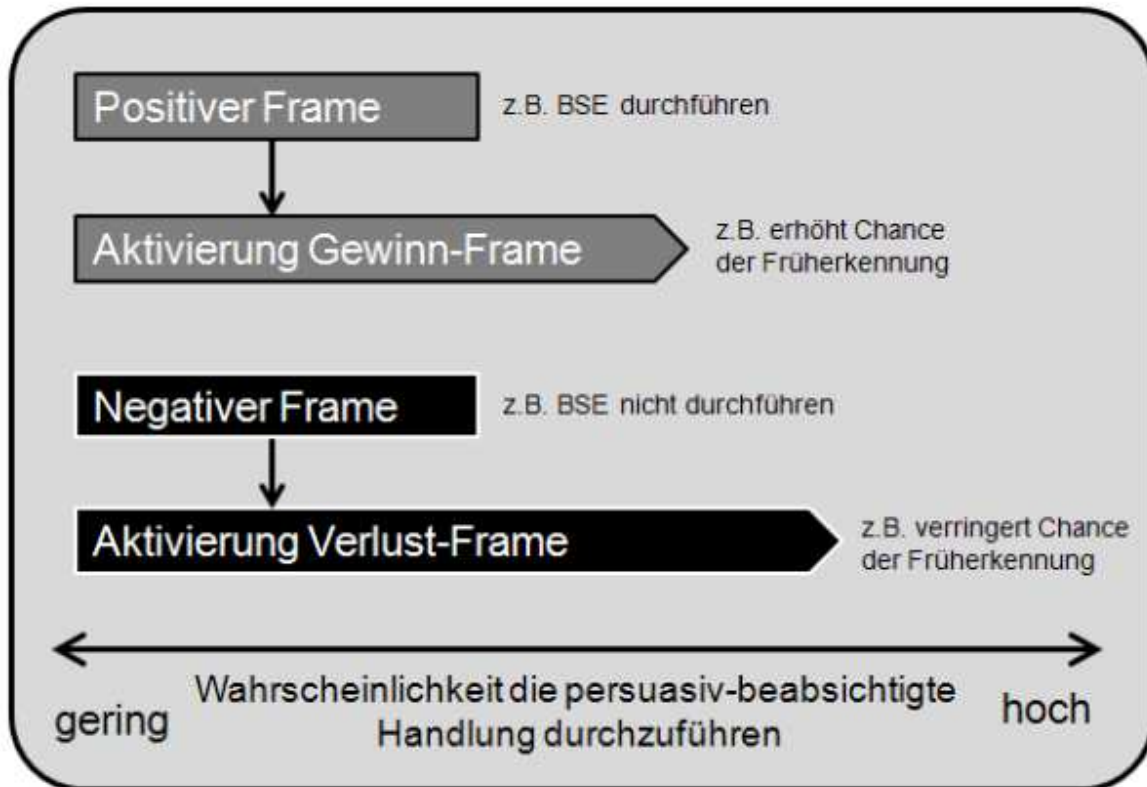 Positiver Frame
z.B. BSE durchführen
Aktivierung Gewinn-Frame
z.B. erhöht Chance
der Früherkennung
Negativer Frame
z.B. BSE nicht durchführen
Aktivierung Verlust-Frame
z.B. verringert Chance
der Früherkennung
gering
Wahrscheinlichkeit die persuasiv-beabsichtigte
Handlung durchzuführen
hoch